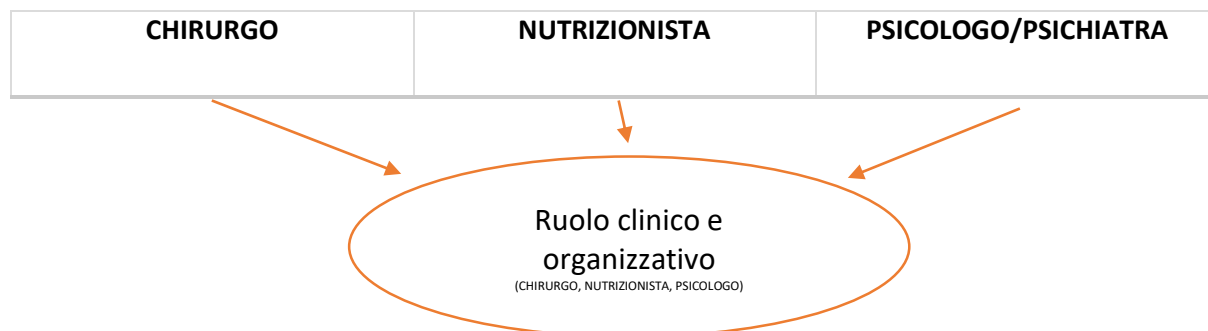 CHIRURGO
NUTRIZIONISTA
PSICOLOGO/PSICHIATRA
Ruolo clinico e
organizzativo
(CHIRURGO, NUTRIZIONISTA, PSICOLOGO)